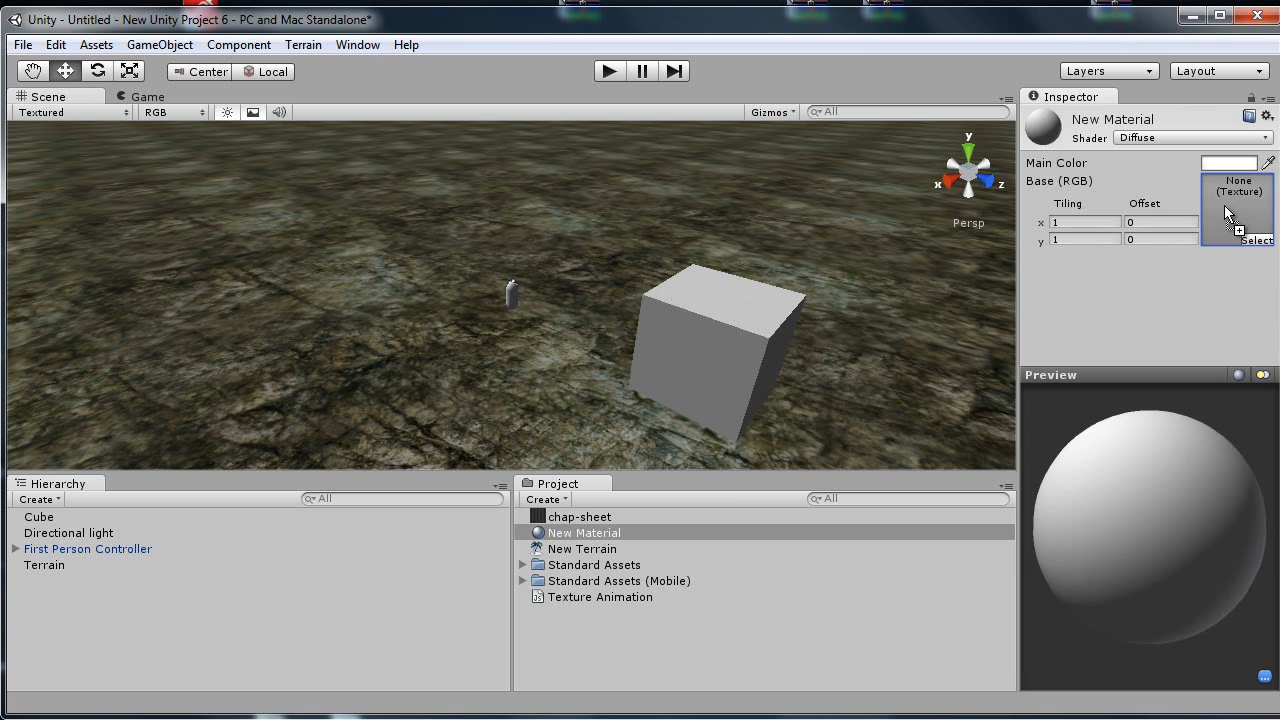 Unity - Untitled - New Unity Project 6 - PC and Mac Standalone*
File Edit Assets GameObject Component Terrain Window Help
Center Local Layers Layout
Scene Game
Textured RGB Gizmos All
y
x z
Persp
Inspector
New Material
Shader Diffuse
Main Color
Base (RGB) None
(Texture)
Tiling Offset
x 1 0
y 1 0 Select
Preview
Hierarchy
Create All
Cube
Directional light
First Person Controller
Terrain
Project
Create All
chap-sheet
New Material
New Terrain
Standard Assets
Standard Assets (Mobile)
Texture Animation